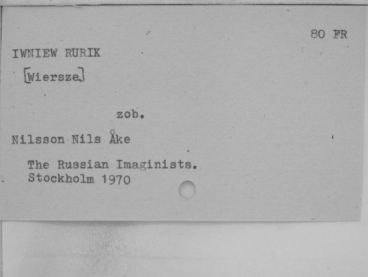 80 FR
IWNIEW RURIK
[Wiersze]
zob.
Nilsson Nils Åke
The Russian Imaginists.
Stockholm 1970